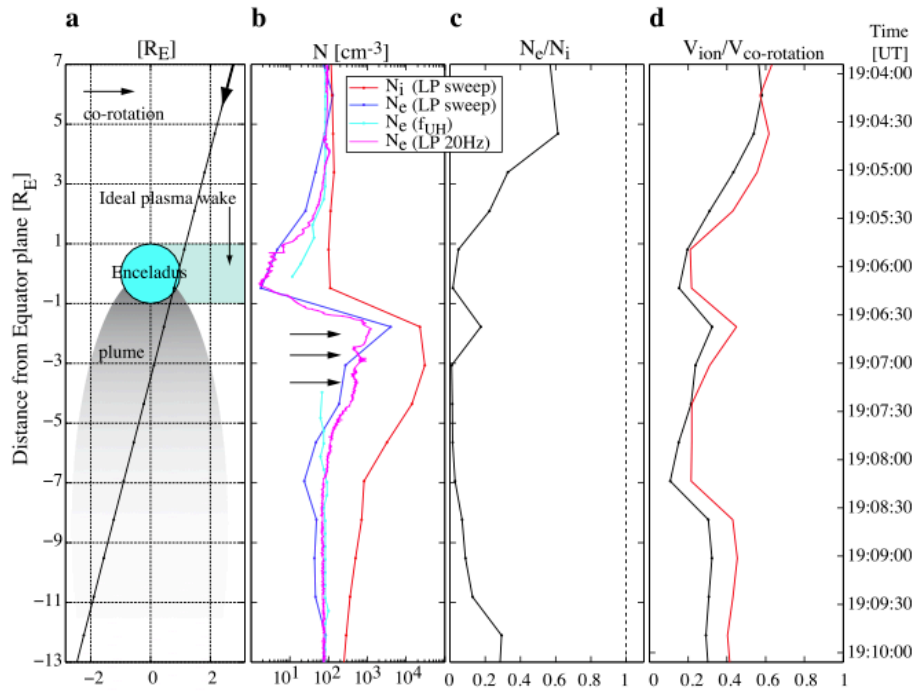 a b c d
[R_E] N [cm-3] N_e/N_i V_ion/V_co-rotation Time [UT]
Distance from Equator plane [R_E]
7
5
3
1
−1
−3
−5
−7
−9
−11
−13
co-rotation
Ideal plasma wake
Enceladus
plume
N_i (LP sweep)
N_e (LP sweep)
N_e (f_UH)
N_e (LP 20Hz)
19:04:00
19:04:30
19:05:00
19:05:30
19:06:00
19:06:30
19:07:00
19:07:30
19:08:00
19:08:30
19:09:00
19:09:30
19:10:00
−2 0 2
10^1 10^2 10^3 10^4
0 0.2 0.4 0.6 0.8 1
0 0.2 0.4 0.6 0.8 1